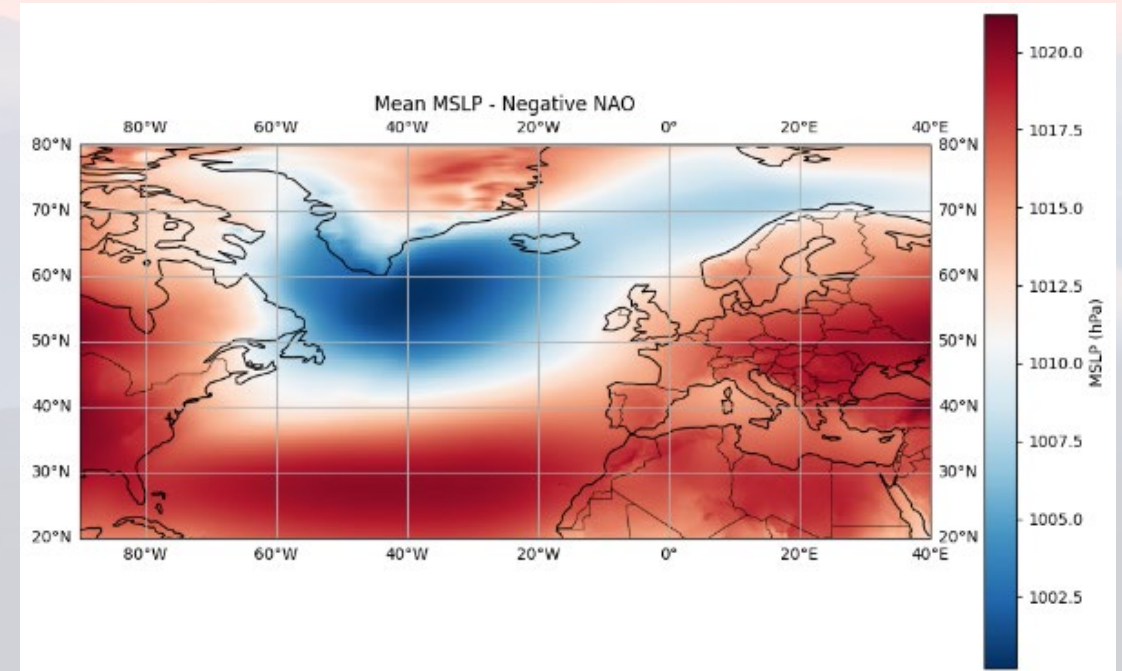 Mean MSLP - Negative NAO
80°W 60°W 40°W 20°W 0° 20°E 40°E
80°N 80°N
70°N 70°N
60°N 60°N
50°N 50°N
40°N 40°N
30°N 30°N
20°N 20°N
80°W 60°W 40°W 20°W 0° 20°E 40°E
1020.0
1017.5
1015.0
1012.5
1010.0
1007.5
1005.0
1002.5
MSLP (hPa)